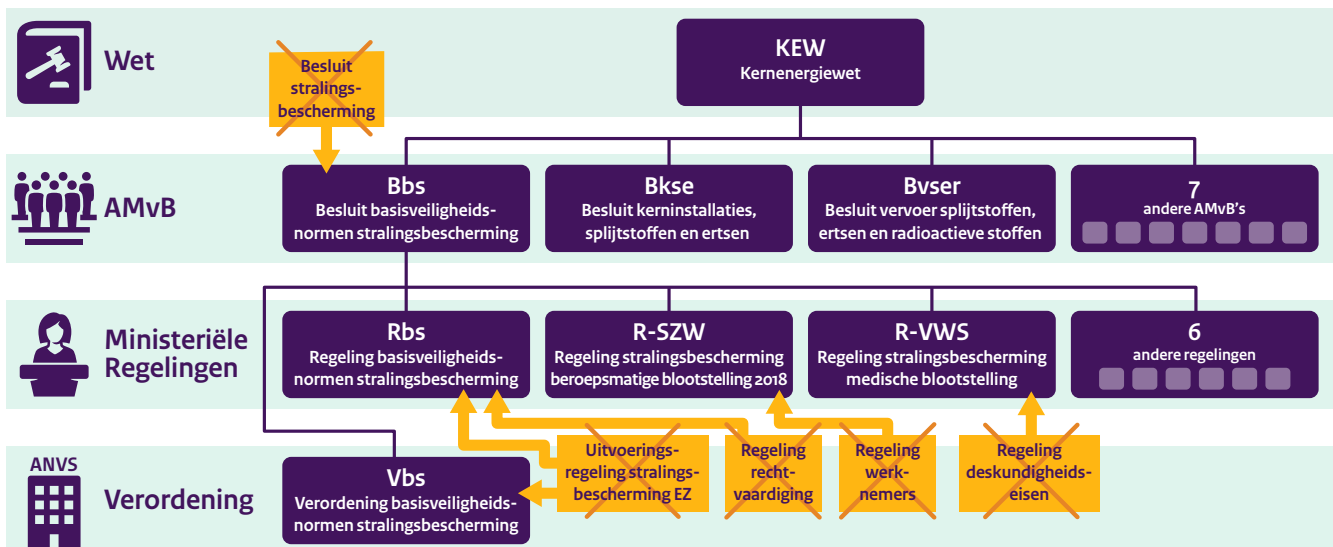 Wet
Besluit
stralings-
bescherming
KEW
Kernenergiewet
AMvB
Bbs
Besluit basisveiligheids-
normen stralingsbescherming
Bkse
Besluit kerninstallaties,
splijtstoffen en ertsen
Bvser
Besluit vervoer splijtstoffen,
ertsen en radioactieve stoffen
7
andere AMvB's
Ministeriële
Regelingen
Rbs
Regeling basisveiligheids-
normen stralingsbescherming
R-SZW
Regeling stralingsbescherming
beroepsmatige blootstelling 2018
R-VWS
Regeling stralingsbescherming
medische blootstelling
6
andere regelingen
ANVS
Verordening
Vbs
Verordening basisveiligheids-
normen stralingsbescherming
Uitvoerings-
regeling stralings-
bescherming EZ
Regeling
recht-
vaardiging
Regeling
werk-
nemers
Regeling
deskundigheids-
eisen